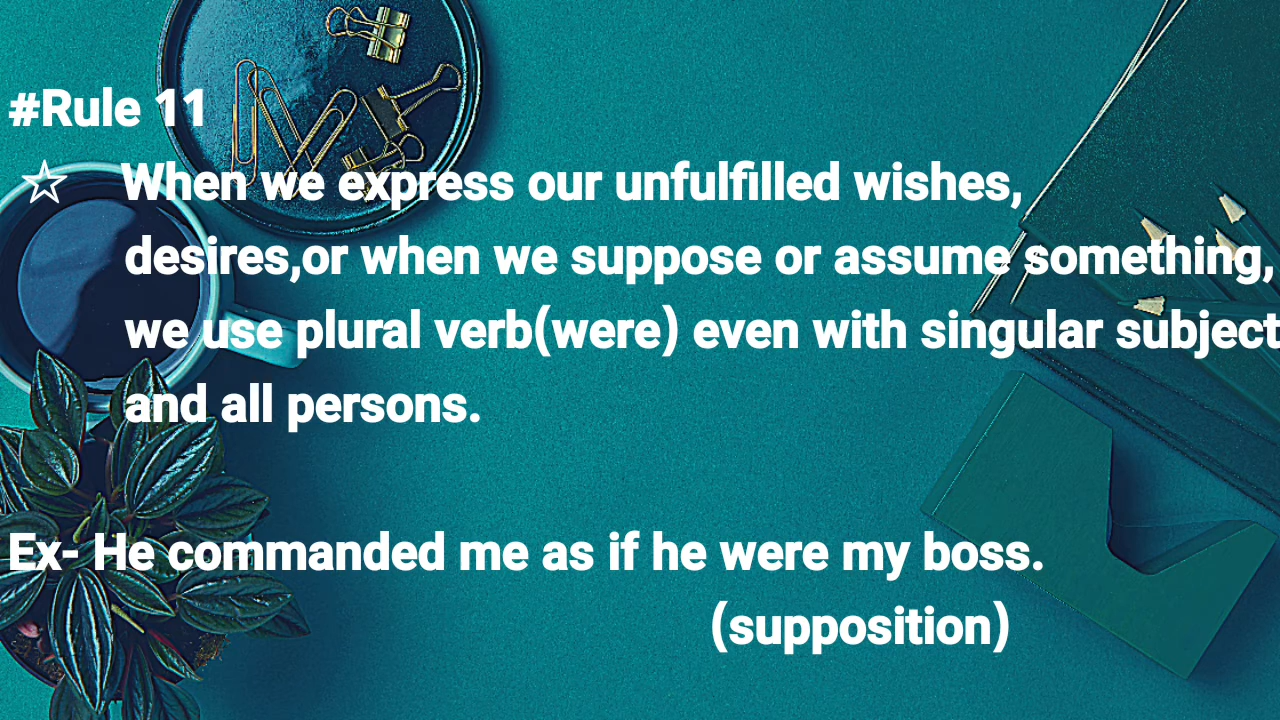 #Rule 11
☆ When we express our unfulfilled wishes,
desires,or when we suppose or assume something,
we use plural verb(were) even with singular subject
and all persons.
Ex- He commanded me as if he were my boss.
(supposition)